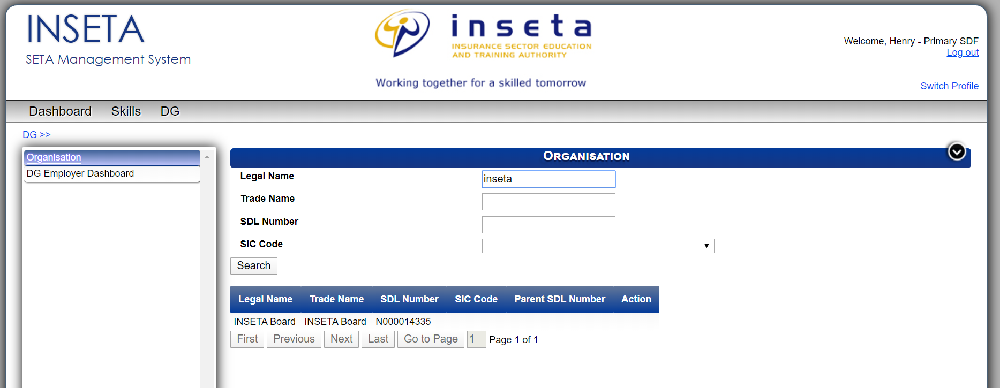 INSETA
SETA Management System
inseta
INSURANCE SECTOR EDUCATION
AND TRAINING AUTHORITY
Working together for a skilled tomorrow
Welcome, Henry - Primary SDF
Log out
Switch Profile
Dashboard Skills DG
DG >>
Organisation
DG Employer Dashboard
ORGANISATION
Legal Name inseta
Trade Name
SDL Number
SIC Code
Search
Legal Name Trade Name SDL Number SIC Code Parent SDL Number Action
INSETA Board INSETA Board N000014335
First Previous Next Last Go to Page 1 Page 1 of 1